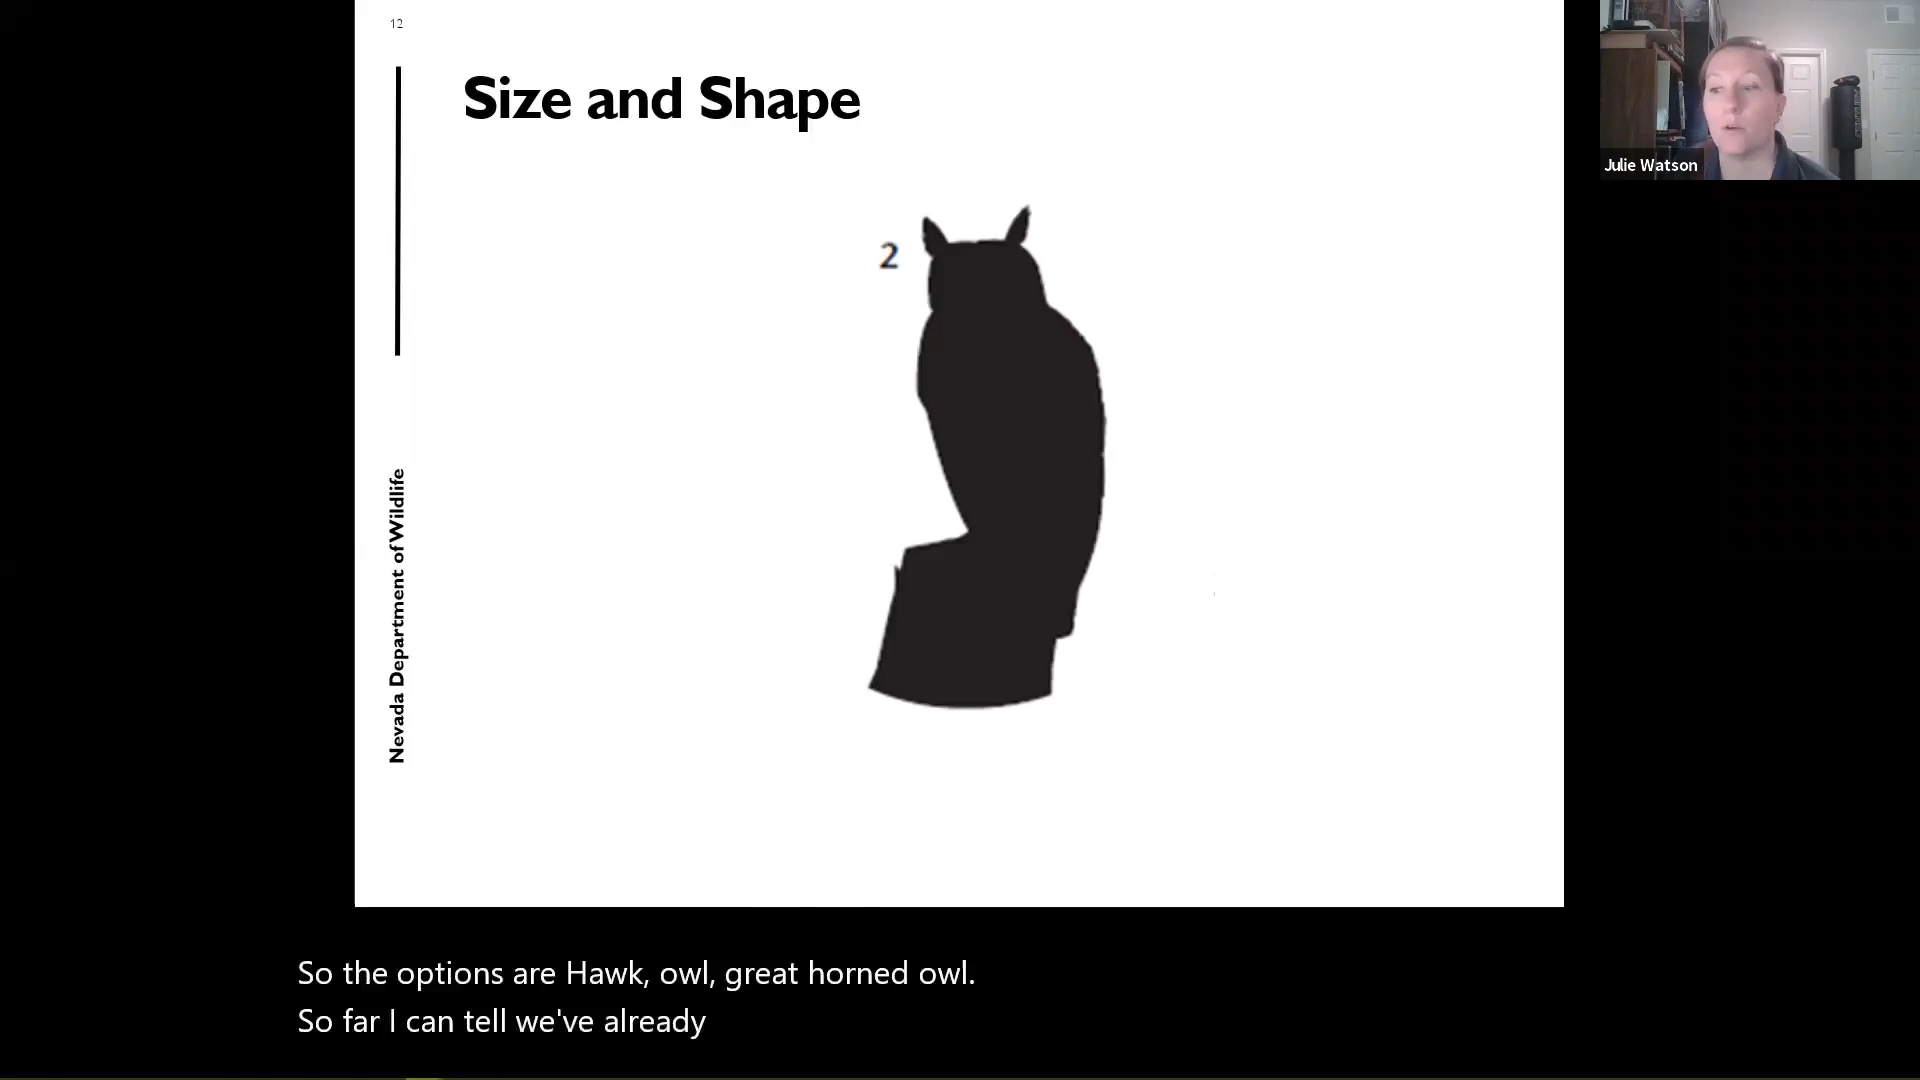 12
Size and Shape
2
Nevada Department of Wildlife
Julie Watson
So the options are Hawk, owl, great horned owl.
So far I can tell we've already